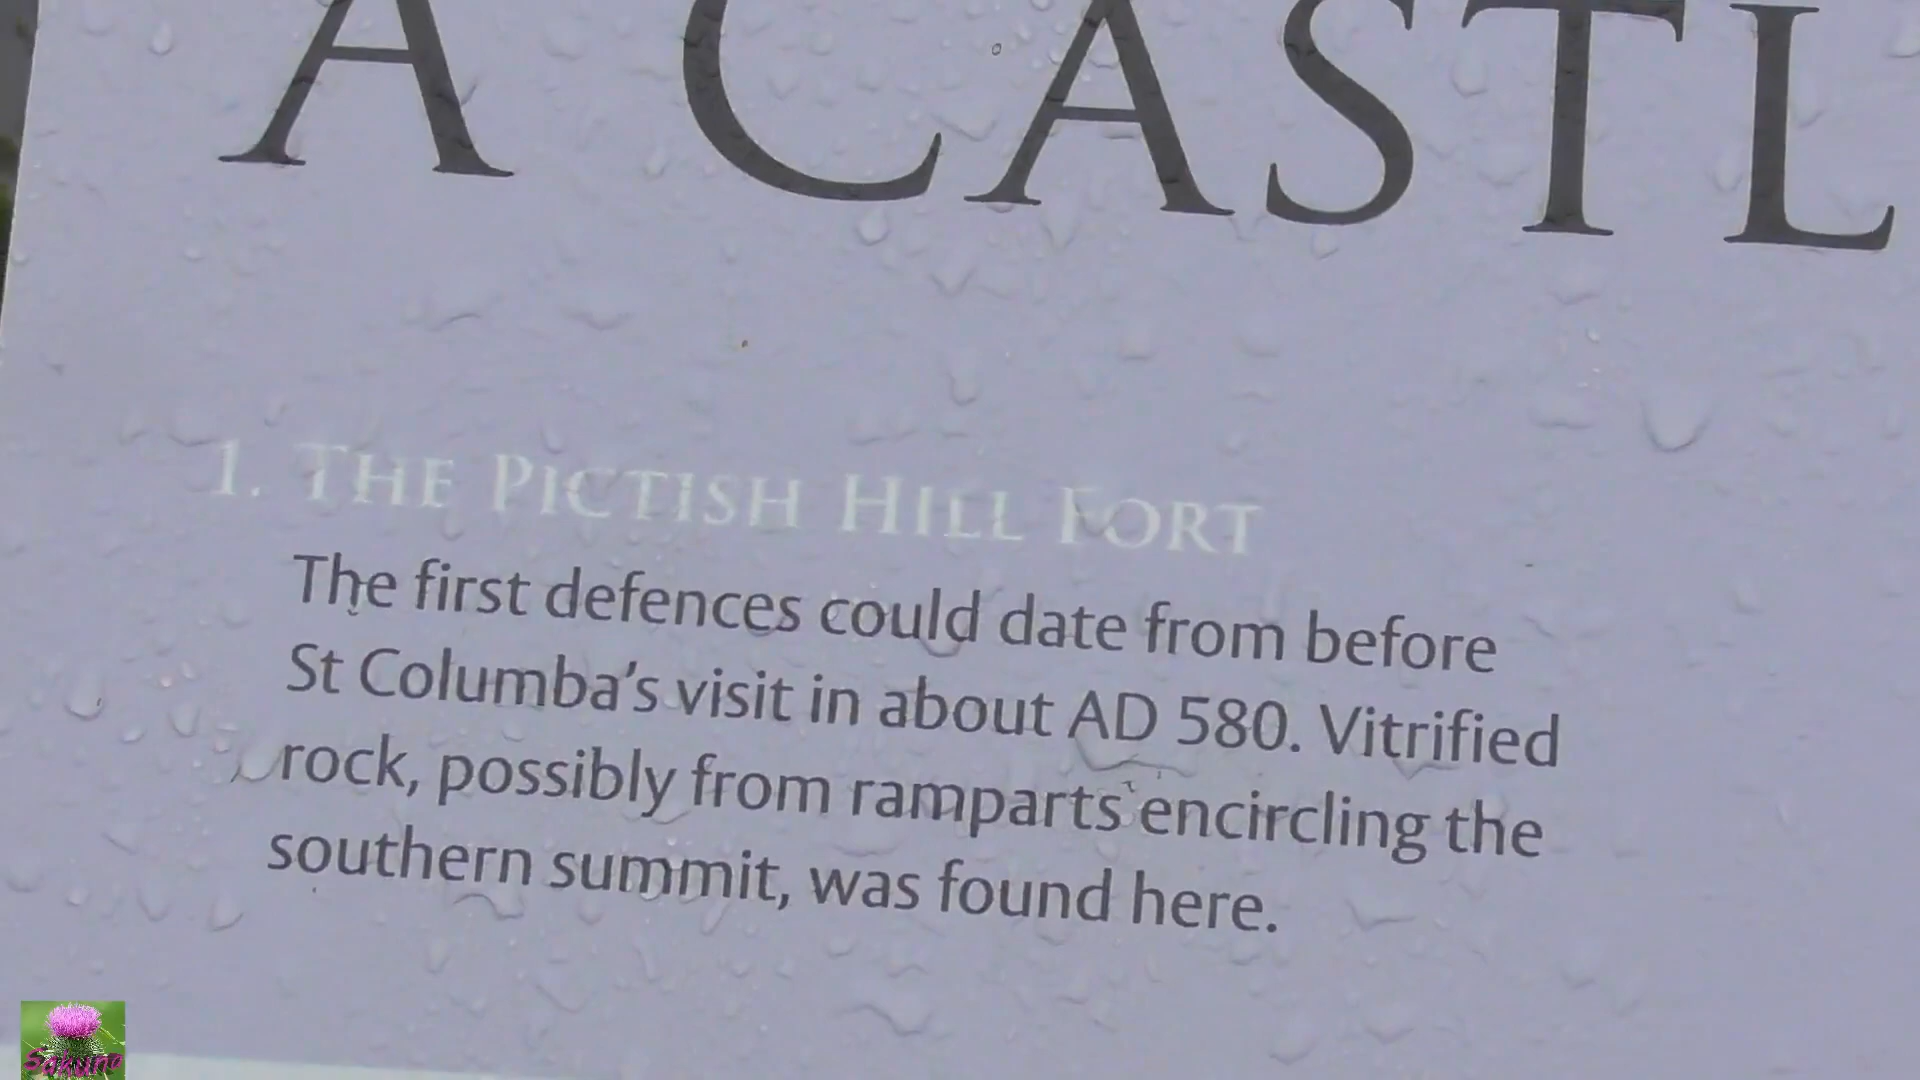 A CASTL
1. THE PICTISH HILL FORT
The first defences could date from before
St Columba's visit in about AD 580. Vitrified
rock, possibly from ramparts encircling the
southern summit, was found here.
Sakuna